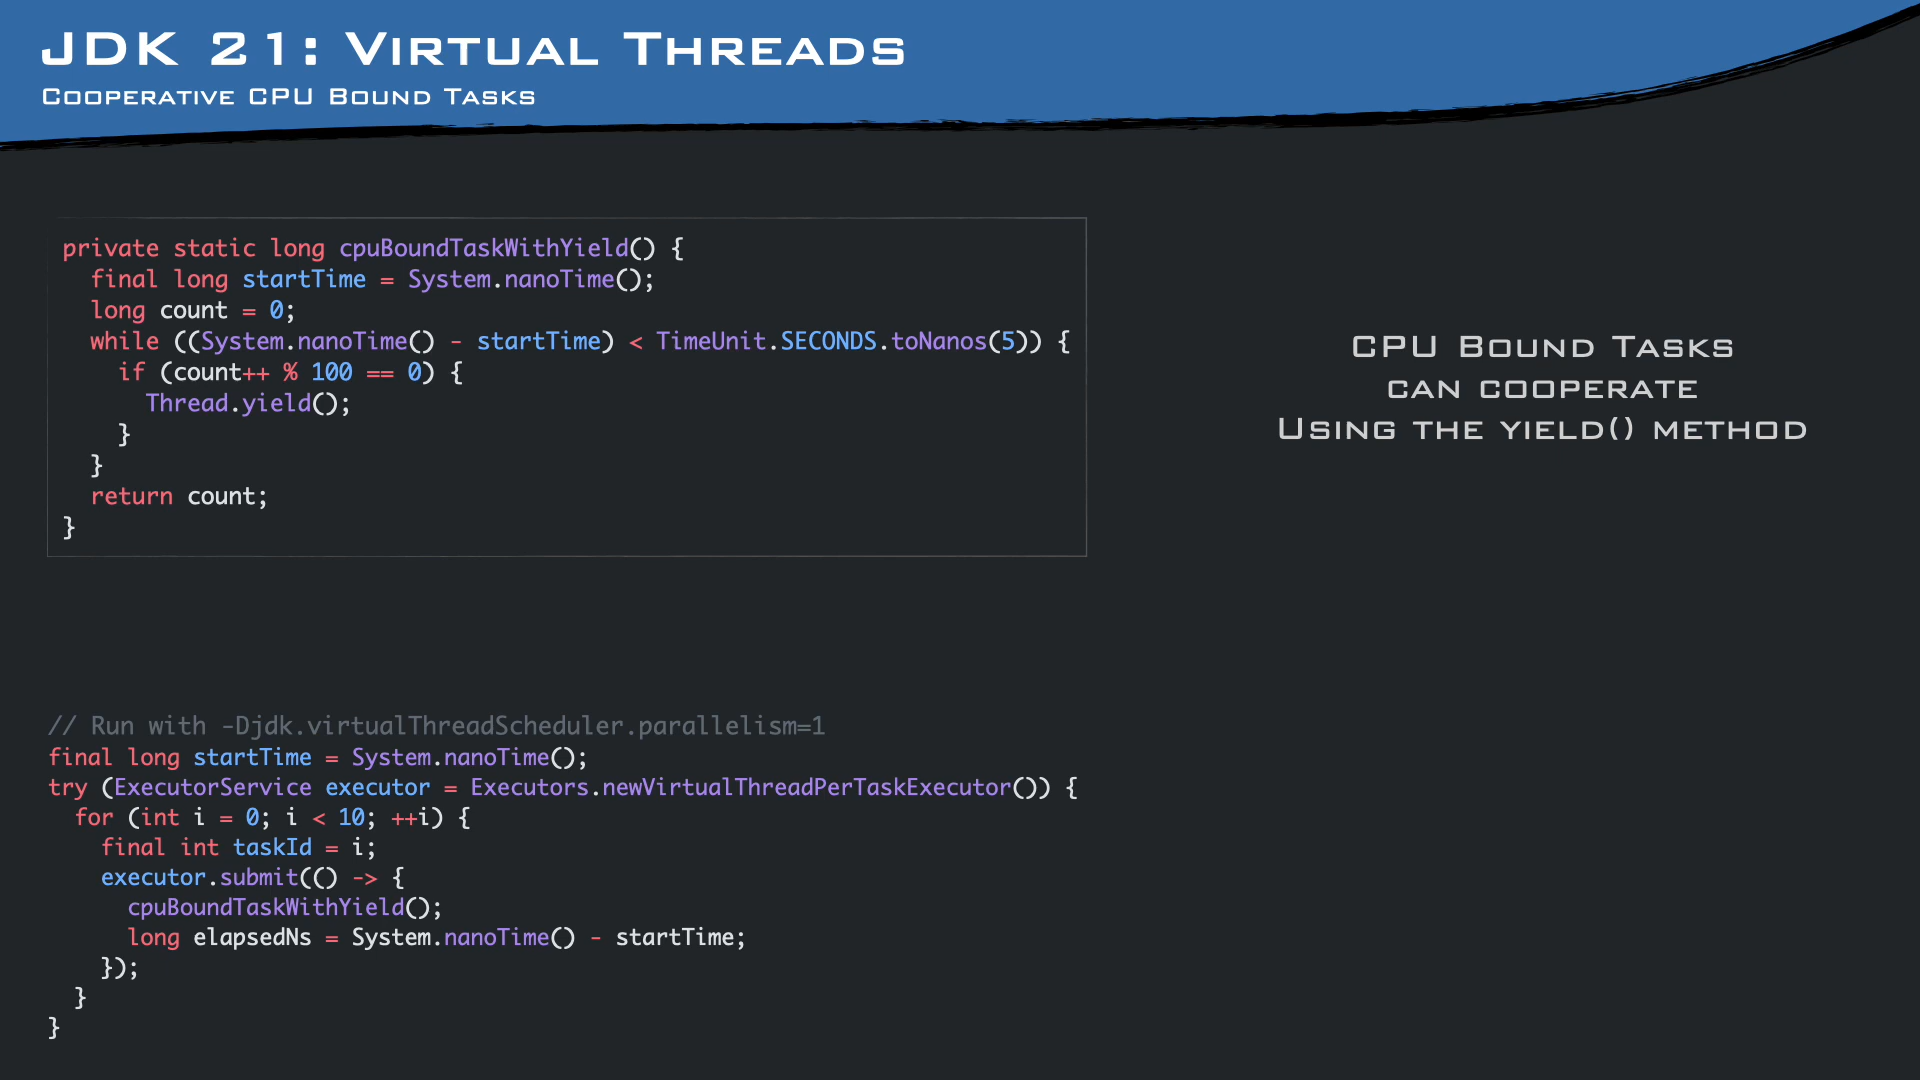 JDK 21: Virtual Threads
Cooperative CPU Bound Tasks
private static long cpuBoundTaskWithYield() {
  final long startTime = System.nanoTime();
  long count = 0;
  while ((System.nanoTime() - startTime) < TimeUnit.SECONDS.toNanos(5)) {
    if (count++ % 100 == 0) {
      Thread.yield();
    }
  }
  return count;
}
CPU Bound Tasks
can cooperate
Using the yield() method
// Run with -Djdk.virtualThreadScheduler.parallelism=1
final long startTime = System.nanoTime();
try (ExecutorService executor = Executors.newVirtualThreadPerTaskExecutor()) {
  for (int i = 0; i < 10; ++i) {
    final int taskId = i;
    executor.submit(() -> {
      cpuBoundTaskWithYield();
      long elapsedNs = System.nanoTime() - startTime;
    });
  }
}